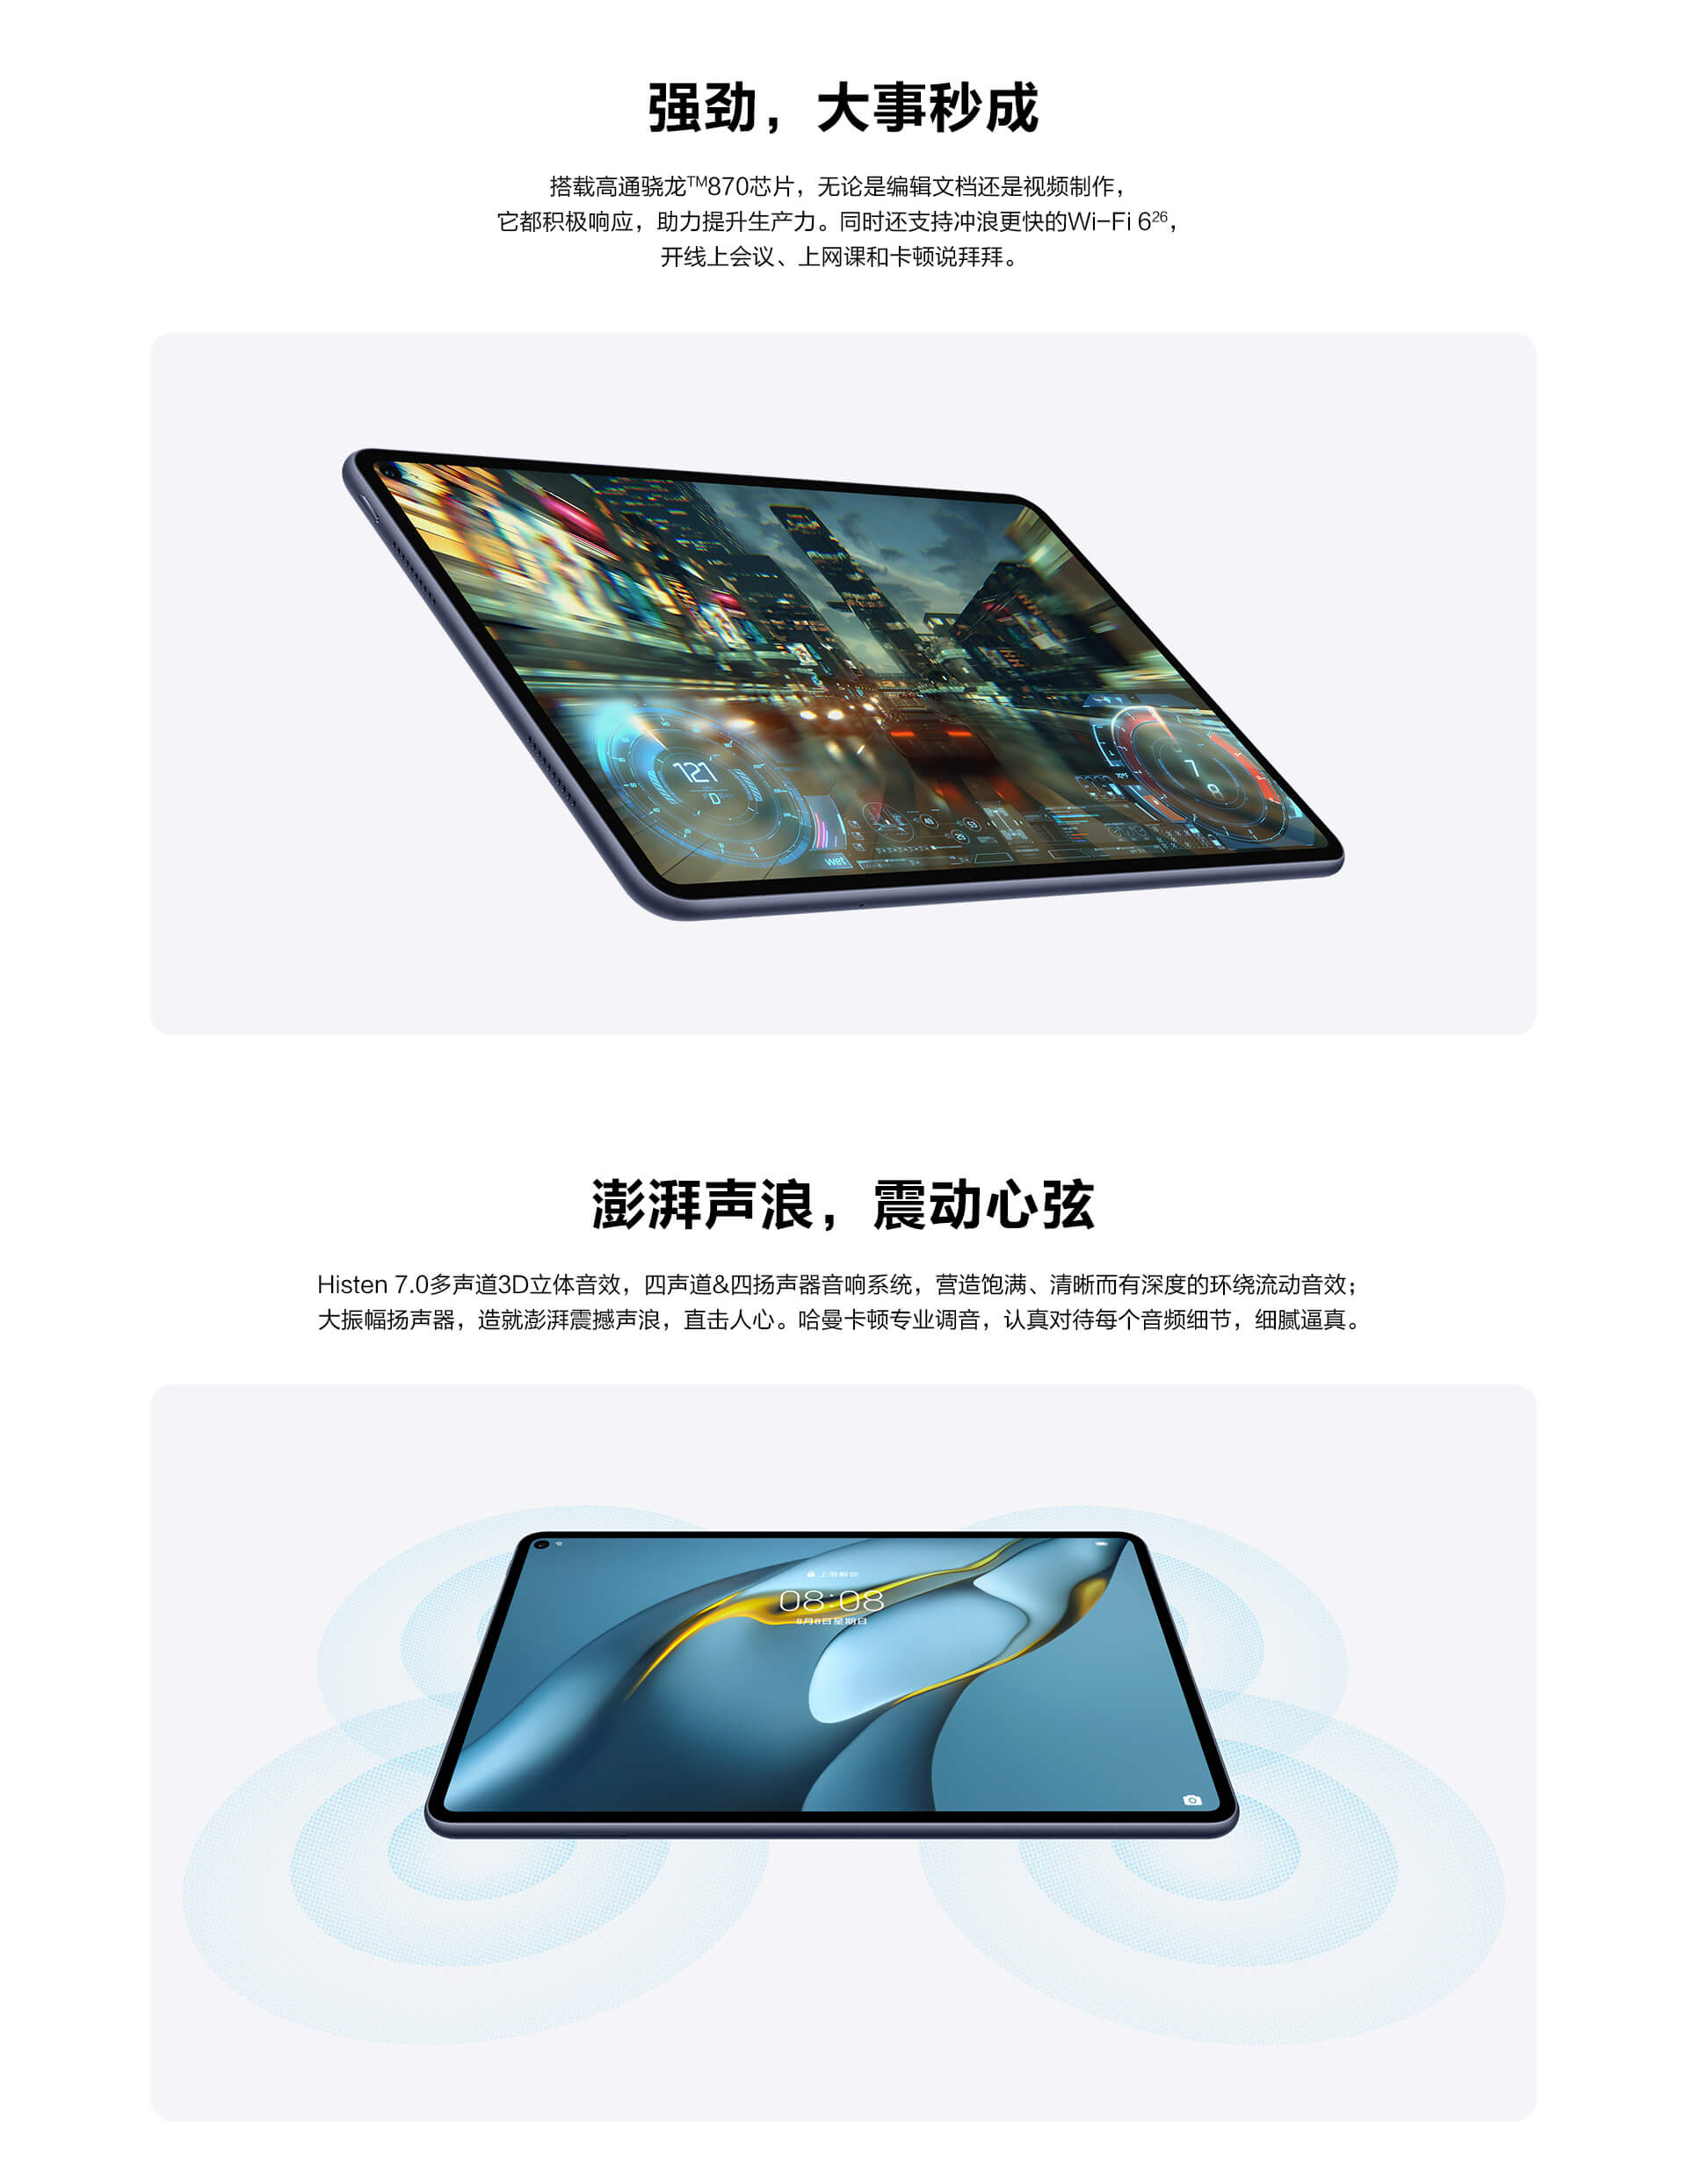 强劲，大事秒成
搭载高通骁龙™870芯片，无论是编辑文档还是视频制作，
它都积极响应，助力提升生产力。同时还支持冲浪更快的Wi-Fi 6²⁶，
开线上会议、上网课和卡顿说拜拜。
121
D
7
wet
澎湃声浪，震动心弦
Histen 7.0多声道3D立体音效，四声道&四扬声器音响系统，营造饱满、清晰而有深度的环绕流动音效；
大振幅扬声器，造就澎湃震撼声浪，直击人心。哈曼卡顿专业调音，认真对待每个音频细节，细腻逼真。
上滑解锁
08:08
8月8日星期日